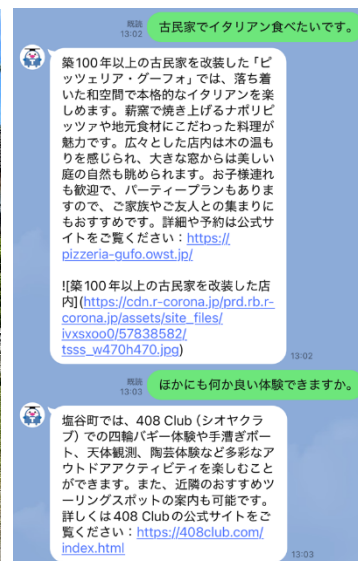 既読
13:02
古民家でイタリアン食べたいです。
築100年以上の古民家を改装した「ピ
ッツェリア・グーフォ」では、落ち着
いた和空間で本格的なイタリアンを楽
しめます。薪窯で焼き上げるナポリピ
ッツァや地元食材にこだわった料理が
魅力です。広々とした店内は木の温も
りを感じられ、大きな窓からは美しい
庭の自然も眺められます。お子様連れ
も歓迎で、パーティープランもありま
すので、ご家族やご友人との集まりに
もおすすめです。詳細や予約は公式サ
イトをご覧ください：https://
pizzeria-gufo.owst.jp/
![築100年以上の古民家を改装した店
内](https://cdn.r-corona.jp/prd.rb.r-
corona.jp/assets/site_files/
ivxsxoo0/57838582/
tsss_w470h470.jpg)
13:02
既読
13:03
ほかにも何か良い体験できますか。
塩谷町では、408 Club（シオヤクラ
ブ）での四輪バギー体験や手漕ぎボー
ト、天体観測、陶芸体験など多彩なア
ウトドアアクティビティを楽しむこと
ができます。また、近隣のおすすめツ
ーリングスポットの案内も可能です。
詳しくは408 Clubの公式サイトをご
覧ください：https://408club.com/
index.html
13:03